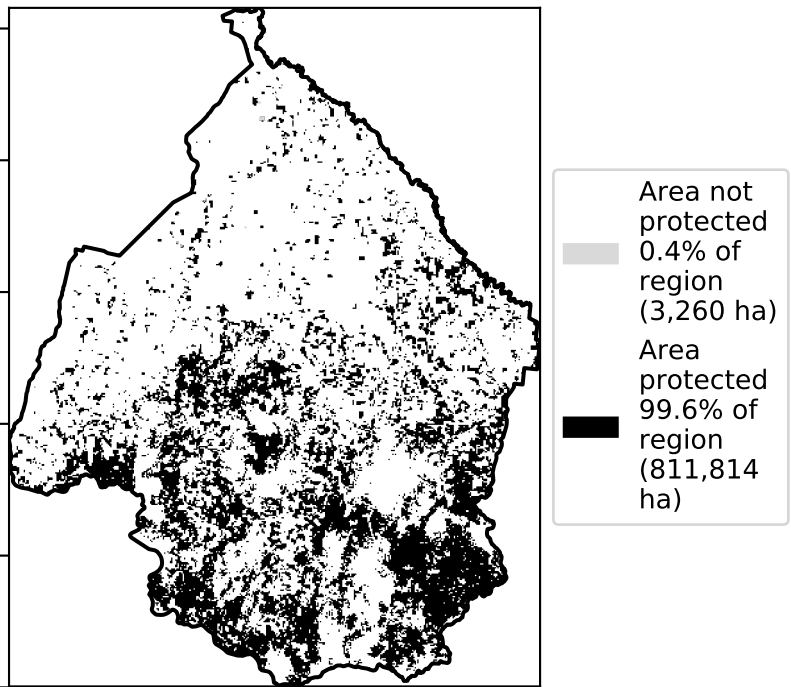 Area not
protected
0.4% of
region
(3,260 ha)
Area
protected
99.6% of
region
(811,814
ha)